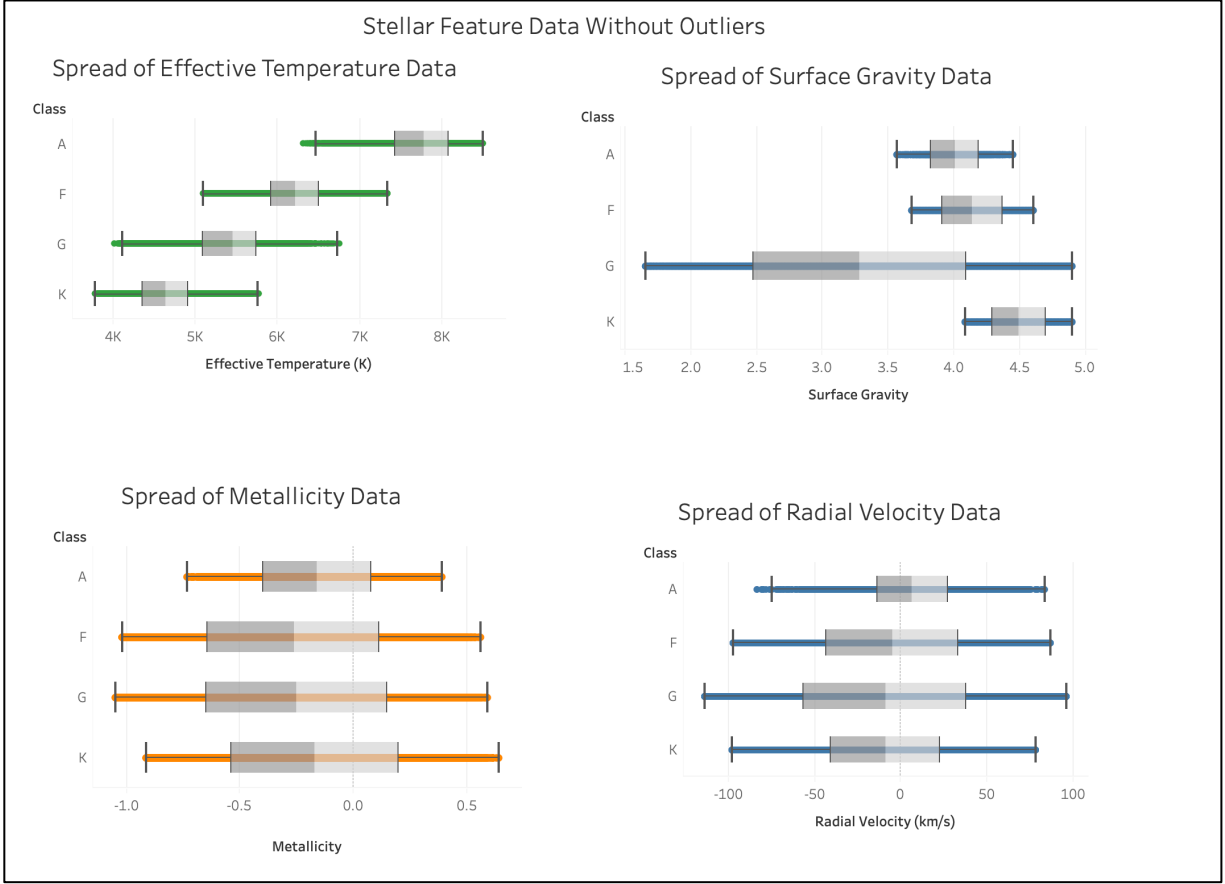 Stellar Feature Data Without Outliers
Spread of Effective Temperature Data
Class
A
F
G
K
4K 5K 6K 7K 8K
Effective Temperature (K)
Spread of Surface Gravity Data
Class
A
F
G
K
1.5 2.0 2.5 3.0 3.5 4.0 4.5 5.0
Surface Gravity
Spread of Metallicity Data
Class
A
F
G
K
-1.0 -0.5 0.0 0.5
Metallicity
Spread of Radial Velocity Data
Class
A
F
G
K
-100 -50 0 50 100
Radial Velocity (km/s)